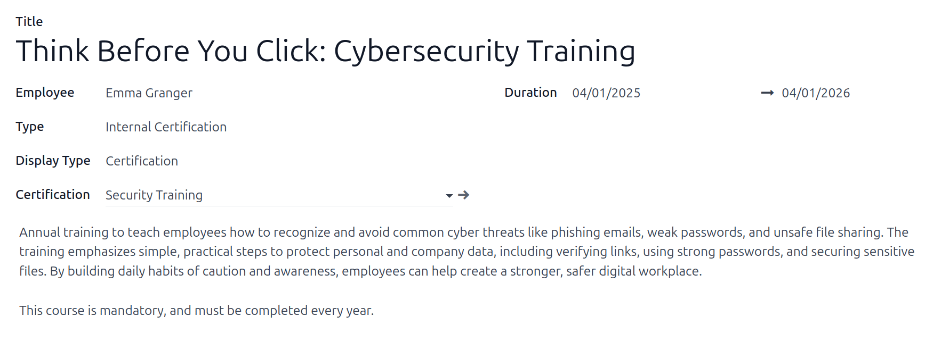 Title
Think Before You Click: Cybersecurity Training
Employee Emma Granger Duration 04/01/2025 → 04/01/2026
Type Internal Certification
Display Type Certification
Certification Security Training
Annual training to teach employees how to recognize and avoid common cyber threats like phishing emails, weak passwords, and unsafe file sharing. The
training emphasizes simple, practical steps to protect personal and company data, including verifying links, using strong passwords, and securing sensitive
files. By building daily habits of caution and awareness, employees can help create a stronger, safer digital workplace.
This course is mandatory, and must be completed every year.